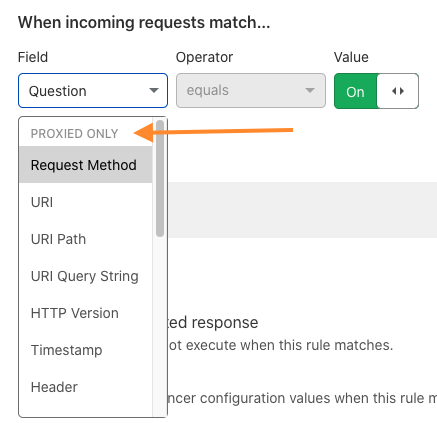 When incoming requests match...
Field Operator Value
Question equals On
PROXIED ONLY
Request Method
URI
URI Path
URI Query String
HTTP Version
ed response
Timestamp
ot execute when this rule matches.
Header
ncer configuration values when this rule m